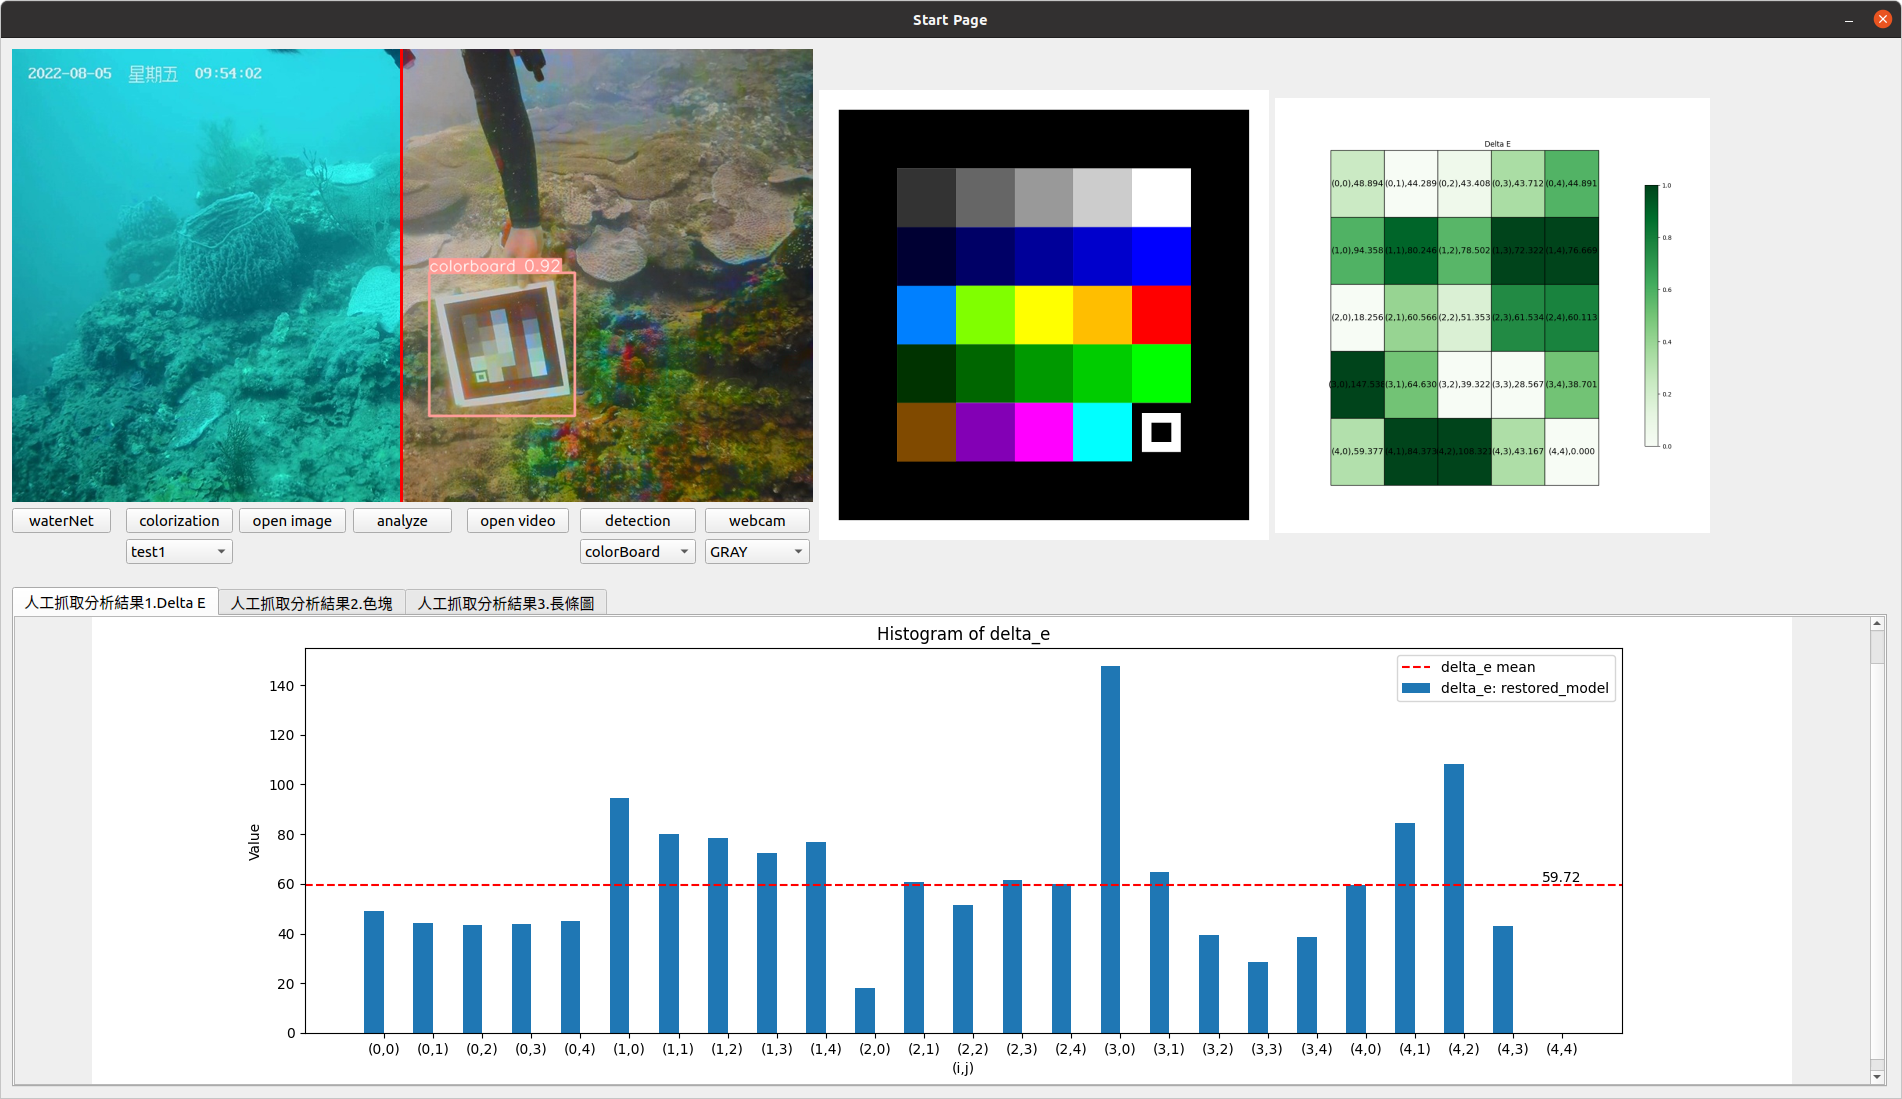 Start Page
2022-08-05 星期五 09:54:02
colorboard 0.92
Delta E
(0,0),48.894 (0,1),44.289 (0,2),43.408 (0,3),43.712 (0,4),44.891
(1,0),94.358 (1,1),80.246 (1,2),78.502 (1,3),72.322 (1,4),76.669
(2,0),18.256 (2,1),60.566 (2,2),51.353 (2,3),61.534 (2,4),60.113
(3,1),64.630 (3,2),39.322 (3,3),28.567 (3,4),38.701
(4,0),59.377 (4,1),84.373 (4,3),43.167 (4,4),0.000
1.0
0.8
0.6
0.4
0.2
0.0
waterNet colorization open image analyze open video detection webcam
test1 colorBoard GRAY
人工抓取分析結果1.Delta E 人工抓取分析結果2.色塊 人工抓取分析結果3.長條圖
Histogram of delta_e
delta_e mean
delta_e: restored_model
Value
140
120
100
80
60
40
20
0
59.72
(0,0) (0,1) (0,2) (0,3) (0,4) (1,0) (1,1) (1,2) (1,3) (1,4) (2,0) (2,1) (2,2) (2,3) (2,4) (3,0) (3,1) (3,2) (3,3) (3,4) (4,0) (4,1) (4,2) (4,3) (4,4)
(i,j)